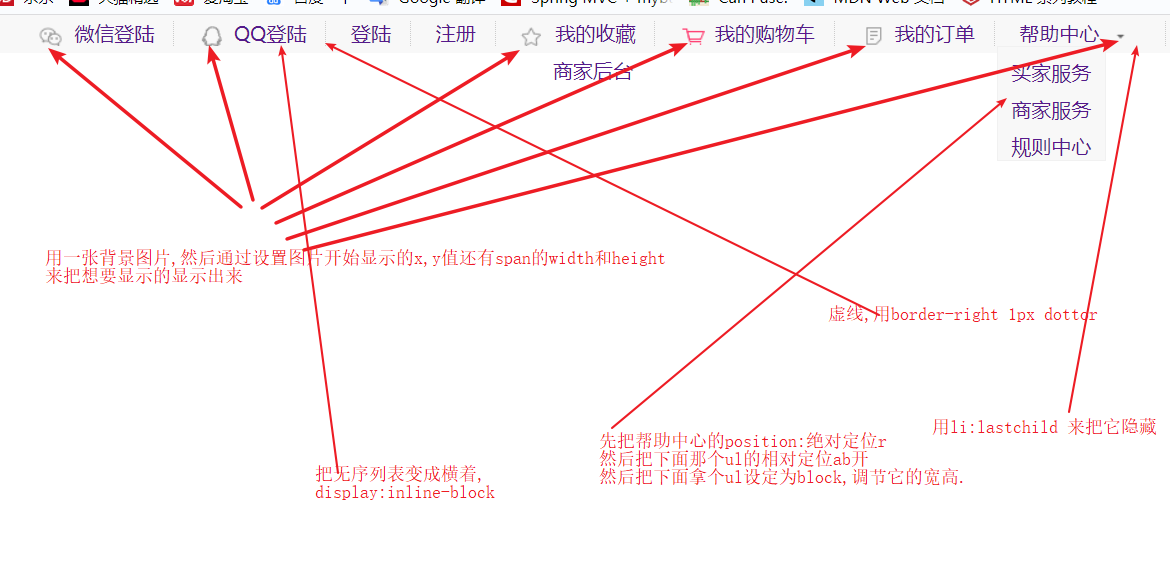 微信登陆 QQ登陆 登陆 注册 我的收藏 我的购物车 我的订单 帮助中心
商家后台 买家服务
商家服务
规则中心
用一张背景图片,然后通过设置图片开始显示的x,y值还有span的width和height
来把想要显示的显示出来
虚线,用border-right 1px dottor
用li:lastchild 来把它隐藏
先把帮助中心的position:绝对定位r
然后把下面那个ul的相对定位ab开
然后把下面拿个ul设定为block,调节它的宽高.
把无序列表变成横着,
display:inline-block